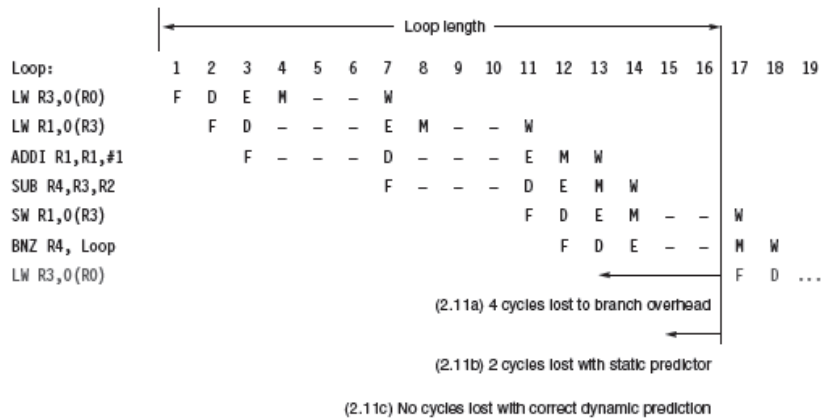 Loop length
Loop: 1 2 3 4 5 6 7 8 9 10 11 12 13 14 15 16 17 18 19
LW R3,0(R0) F D E M – – W
LW R1,0(R3) F D – – – E M – – W
ADDI R1,R1,#1 F – – – D – – – E M W
SUB R4,R3,R2 F – – – D E M W
SW R1,0(R3) F D E M – – W
BNZ R4, Loop F D E – – M W
LW R3,0(R0) F D ...
(2.11a) 4 cycles lost to branch overhead
(2.11b) 2 cycles lost with static predictor
(2.11c) No cycles lost with correct dynamic prediction